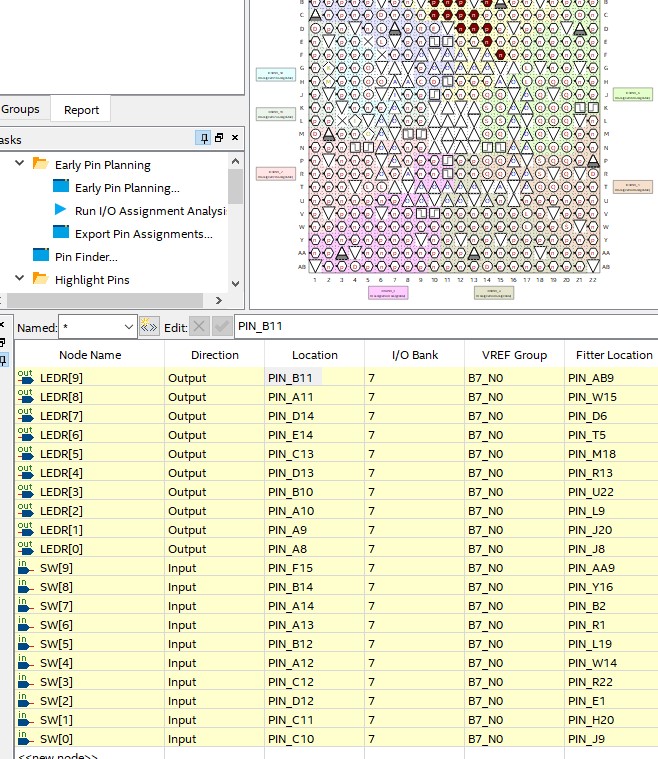 Groups Report
asks
Early Pin Planning
Early Pin Planning...
Run I/O Assignment Analysi
Export Pin Assignments...
Pin Finder...
Highlight Pins
1 2 3 4 5 6 7 8 9 10 11 12 13 14 15 16 17 18 19 20 21 22
Named: * Edit: PIN_B11
Node Name Direction Location I/O Bank VREF Group Fitter Location
out LEDR[9] Output PIN_B11 7 B7_N0 PIN_AB9
out LEDR[8] Output PIN_A11 7 B7_N0 PIN_W15
out LEDR[7] Output PIN_D14 7 B7_N0 PIN_D6
out LEDR[6] Output PIN_E14 7 B7_N0 PIN_T5
out LEDR[5] Output PIN_C13 7 B7_N0 PIN_M18
out LEDR[4] Output PIN_D13 7 B7_N0 PIN_R13
out LEDR[3] Output PIN_B10 7 B7_N0 PIN_U22
out LEDR[2] Output PIN_A10 7 B7_N0 PIN_L9
out LEDR[1] Output PIN_A9 7 B7_N0 PIN_J20
out LEDR[0] Output PIN_A8 7 B7_N0 PIN_J8
in SW[9] Input PIN_F15 7 B7_N0 PIN_AA9
in SW[8] Input PIN_B14 7 B7_N0 PIN_Y16
in SW[7] Input PIN_A14 7 B7_N0 PIN_B2
in SW[6] Input PIN_A13 7 B7_N0 PIN_R1
in SW[5] Input PIN_B12 7 B7_N0 PIN_L19
in SW[4] Input PIN_A12 7 B7_N0 PIN_W14
in SW[3] Input PIN_C12 7 B7_N0 PIN_R22
in SW[2] Input PIN_D12 7 B7_N0 PIN_E1
in SW[1] Input PIN_C11 7 B7_N0 PIN_H20
in SW[0] Input PIN_C10 7 B7_N0 PIN_J9
<<new node>>